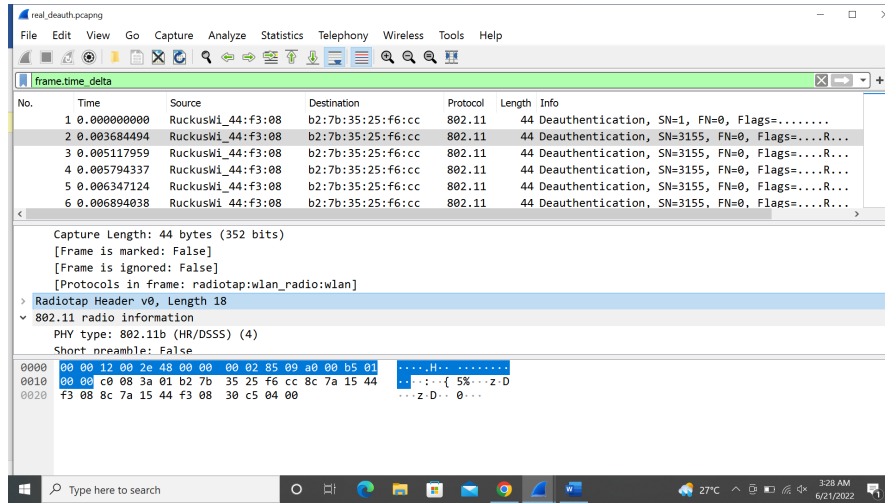 real_deauth.pcapng
File Edit View Go Capture Analyze Statistics Telephony Wireless Tools Help
frame.time_delta
No. Time Source Destination Protocol Length Info
1 0.000000000 RuckusWi_44:f3:08 b2:7b:35:25:f6:cc 802.11 44 Deauthentication, SN=1, FN=0, Flags=........
2 0.003684494 RuckusWi_44:f3:08 b2:7b:35:25:f6:cc 802.11 44 Deauthentication, SN=3155, FN=0, Flags=....R...
3 0.005117959 RuckusWi_44:f3:08 b2:7b:35:25:f6:cc 802.11 44 Deauthentication, SN=3155, FN=0, Flags=....R...
4 0.005794337 RuckusWi_44:f3:08 b2:7b:35:25:f6:cc 802.11 44 Deauthentication, SN=3155, FN=0, Flags=....R...
5 0.006347124 RuckusWi_44:f3:08 b2:7b:35:25:f6:cc 802.11 44 Deauthentication, SN=3155, FN=0, Flags=....R...
6 0.006894038 RuckusWi_44:f3:08 b2:7b:35:25:f6:cc 802.11 44 Deauthentication, SN=3155, FN=0, Flags=....R...
Capture Length: 44 bytes (352 bits)
[Frame is marked: False]
[Frame is ignored: False]
[Protocols in frame: radiotap:wlan_radio:wlan]
Radiotap Header v0, Length 18
802.11 radio information
PHY type: 802.11b (HR/DSSS) (4)
Short preamble: False
0000 00 00 12 00 2e 48 00 00 00 02 85 09 a0 00 b5 01 ·····.H·· ········
0010 00 00 c0 08 3a 01 b2 7b 35 25 f6 cc 8c 7a 15 44 ····:··{ 5%···z·D
0020 f3 08 8c 7a 15 44 f3 08 30 c5 04 00 ···z·D·· 0···
Type here to search
27°C
3:28 AM
6/21/2022
1